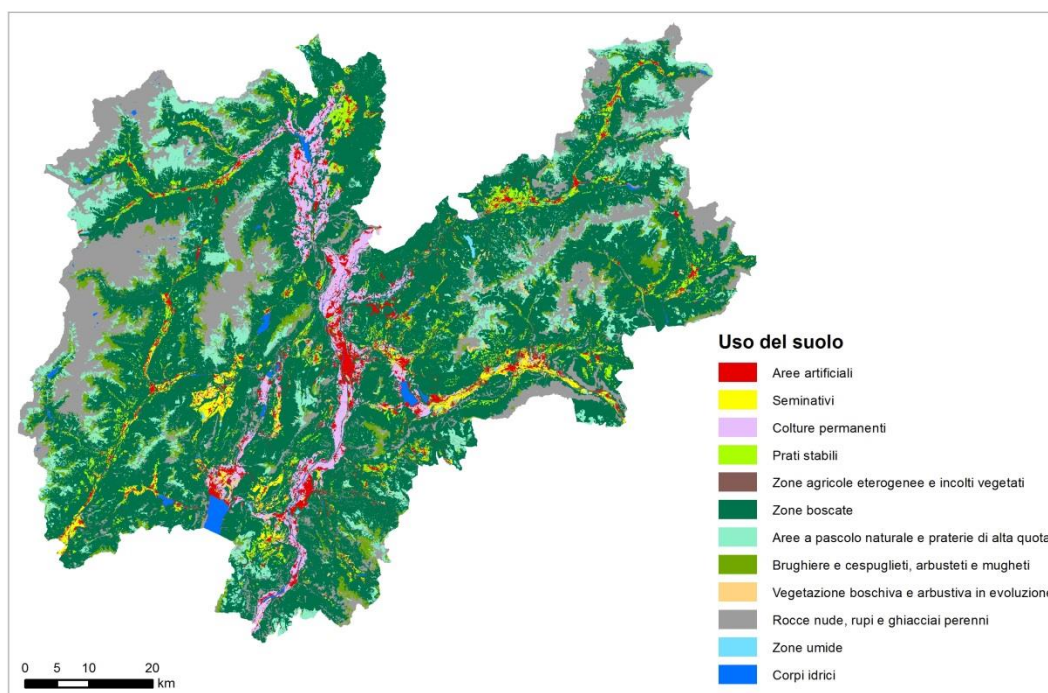 Uso del suolo
Aree artificiali
Seminativi
Colture permanenti
Prati stabili
Zone agricole eterogenee e incolti vegetati
Zone boscate
Aree a pascolo naturale e praterie di alta quota
Brughiere e cespuglieti, arbusteti e mugheti
Vegetazione boschiva e arbustiva in evoluzione
Rocce nude, rupi e ghiacciai perenni
Zone umide
Corpi idrici
0 5 10 20
km